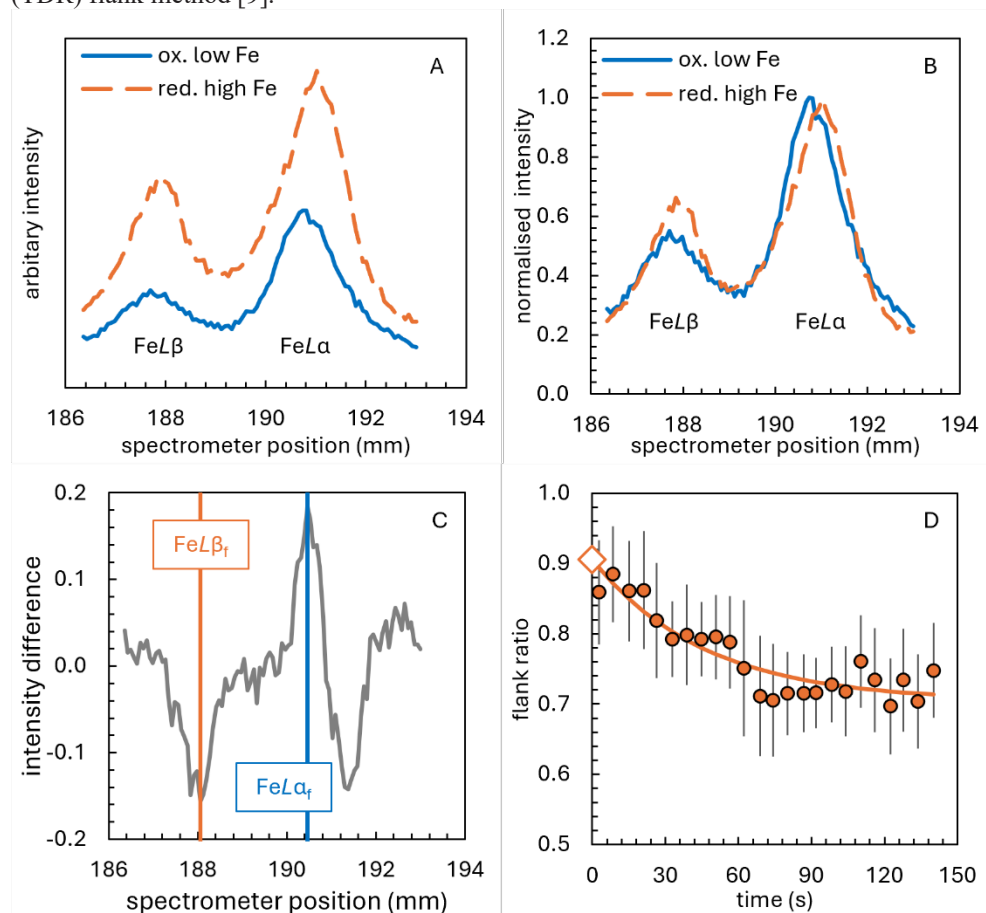 (TDR) flank method [9].
ox. low Fe
red. high Fe
A
arbitary intensity
FeLβ
FeLα
186
188
190
192
194
spectrometer position (mm)
ox. low Fe
red. high Fe
B
normalised intensity
1.2
1.0
0.8
0.6
0.4
0.2
0.0
FeLβ
FeLα
186
188
190
192
194
spectrometer position (mm)
C
intensity difference
0.2
0.1
0.0
-0.1
-0.2
FeLβf
FeLαf
186
188
190
192
194
spectrometer position (mm)
D
flank ratio
1.0
0.9
0.8
0.7
0.6
0.5
0
30
60
90
120
150
time (s)